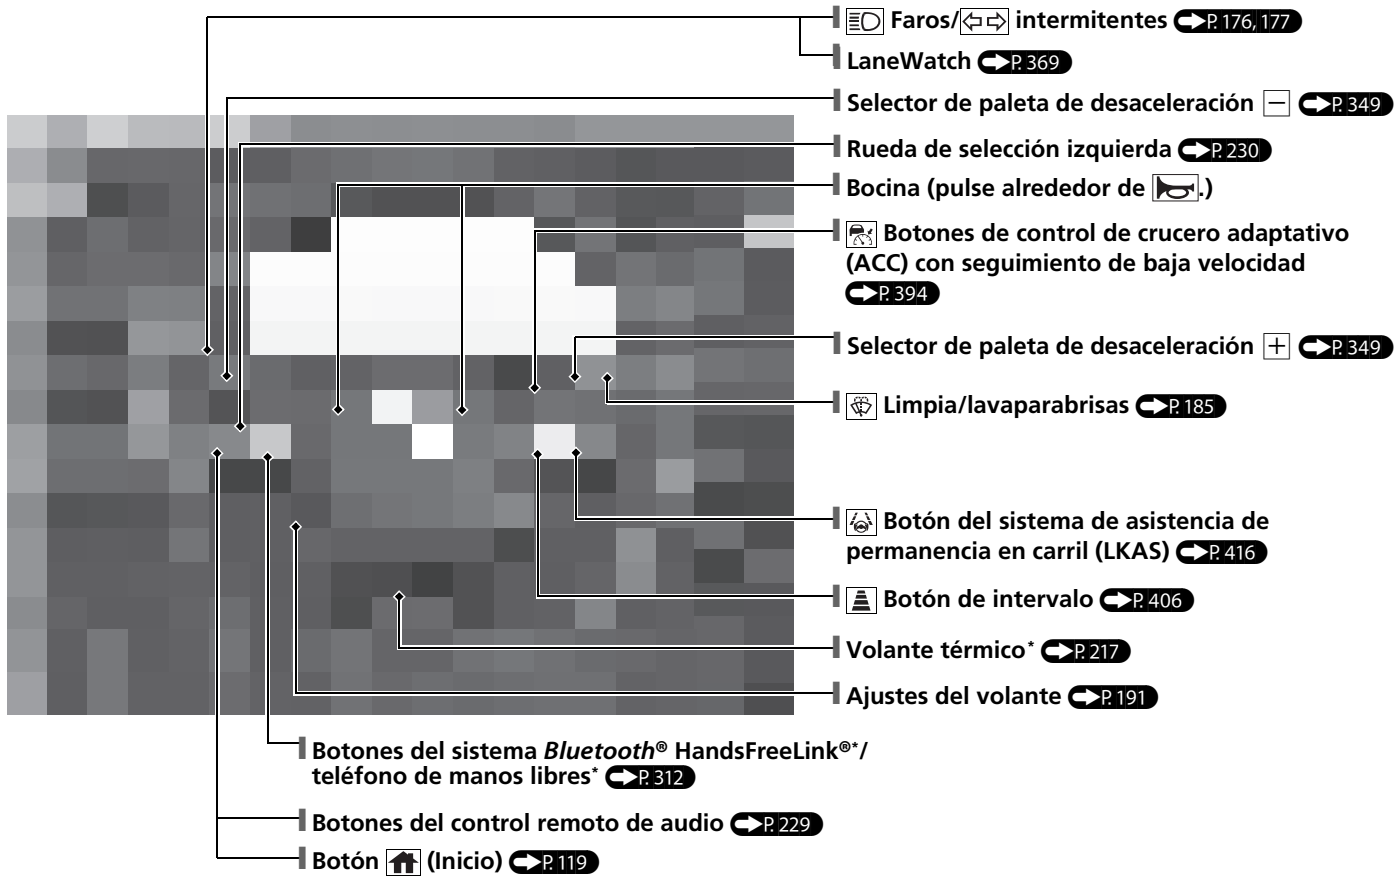 Faros/ intermitentes P. 176, 177
LaneWatch P. 369
Selector de paleta de desaceleración − P. 349
Rueda de selección izquierda P. 230
Bocina (pulse alrededor de .)
Botones de control de crucero adaptativo
(ACC) con seguimiento de baja velocidad
P. 394
Selector de paleta de desaceleración + P. 349
Limpia/lavaparabrisas P. 185
Botón del sistema de asistencia de
permanencia en carril (LKAS) P. 416
Botón de intervalo P. 406
Volante térmico* P. 217
Ajustes del volante P. 191
Botones del sistema Bluetooth® HandsFreeLink®*/
teléfono de manos libres* P. 312
Botones del control remoto de audio P. 229
Botón (Inicio) P. 119